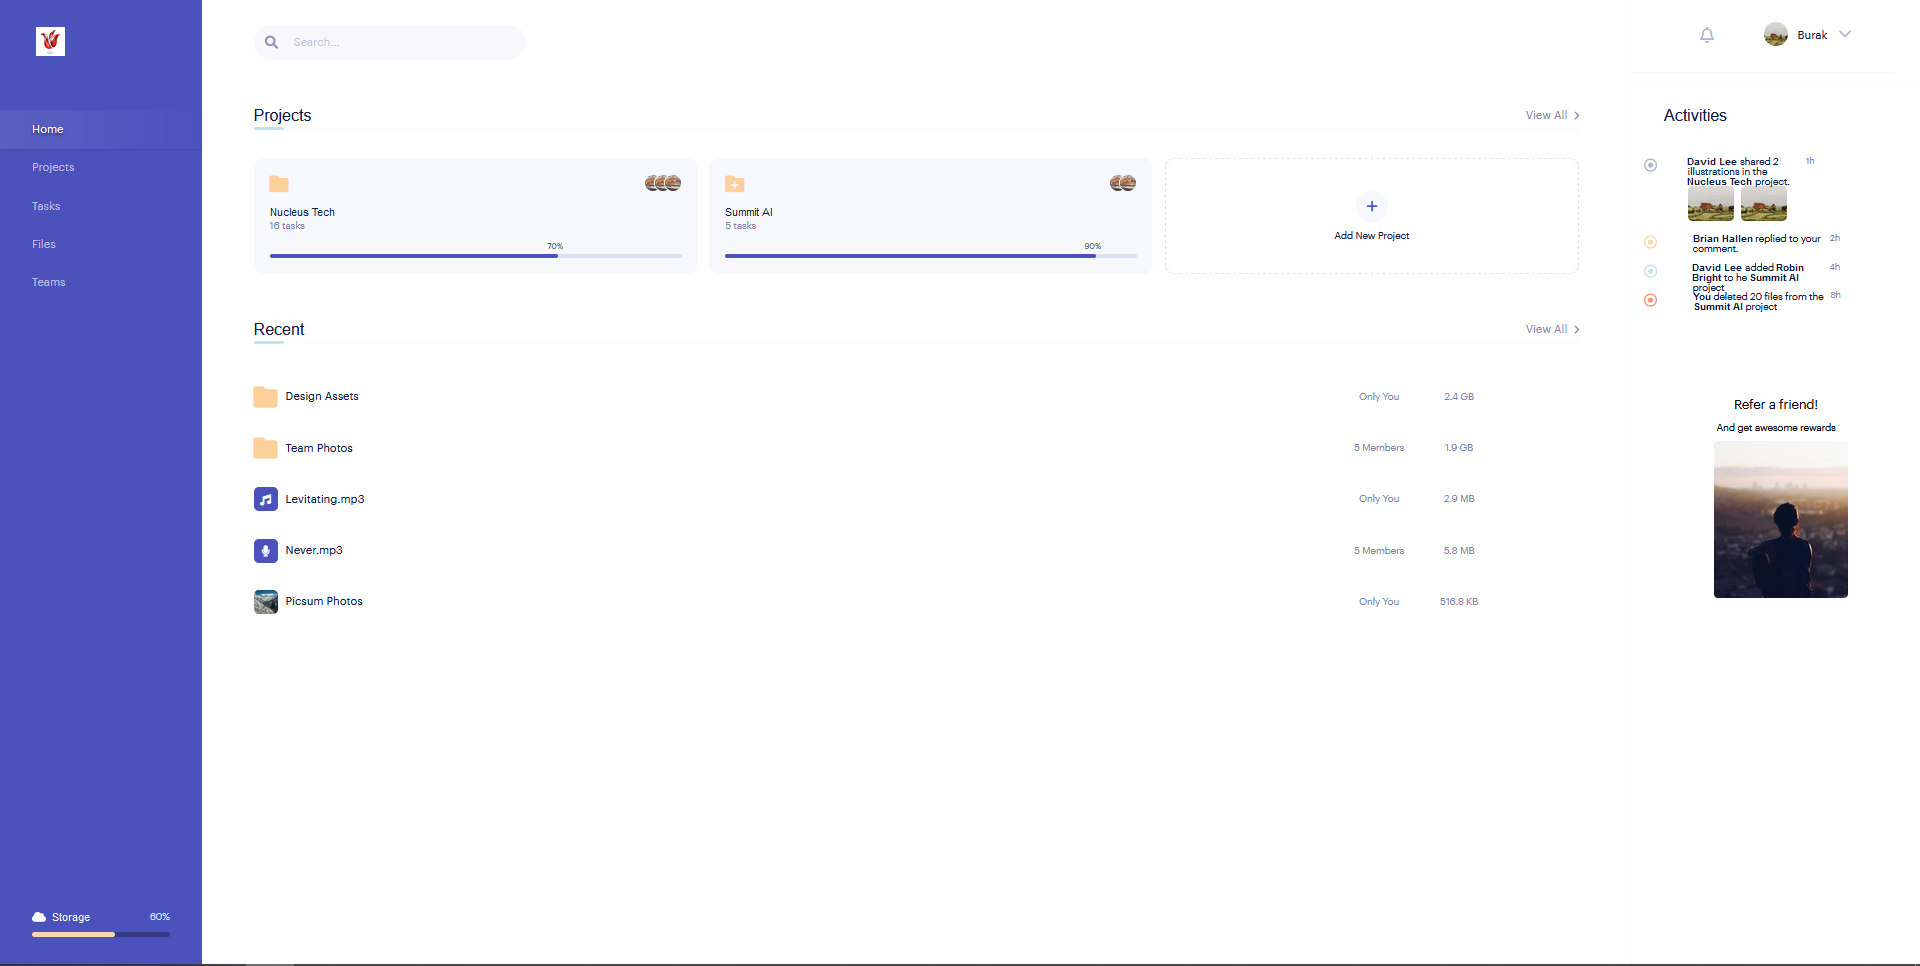 Search...
Burak
Home
Projects
Tasks
Files
Teams
Storage
60%
Projects
View All
Nucleus Tech
16 tasks
70%
Summit AI
5 tasks
90%
Add New Project
Recent
View All
Design Assets
Only You
2.4 GB
Team Photos
5 Members
1.9 GB
Levitating.mp3
Only You
2.9 MB
Never.mp3
5 Members
5.8 MB
Picsum Photos
Only You
516.8 KB
Activities
David Lee shared 2
illustrations in the
Nucleus Tech project.
1h
Brian Hallen replied to your
comment.
2h
David Lee added Robin
Bright to he Summit AI
project
4h
You deleted 20 files from the
Summit AI project
8h
Refer a friend!
And get awesome rewards